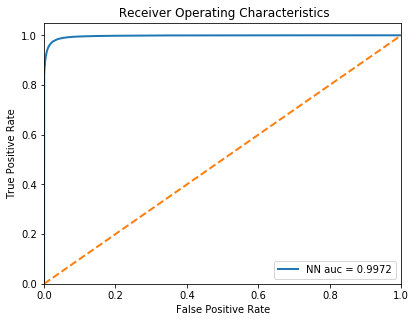 Receiver Operating Characteristics
True Positive Rate
1.0
0.8
0.6
0.4
0.2
0.0
NN auc = 0.9972
0.0 0.2 0.4 0.6 0.8 1.0
False Positive Rate